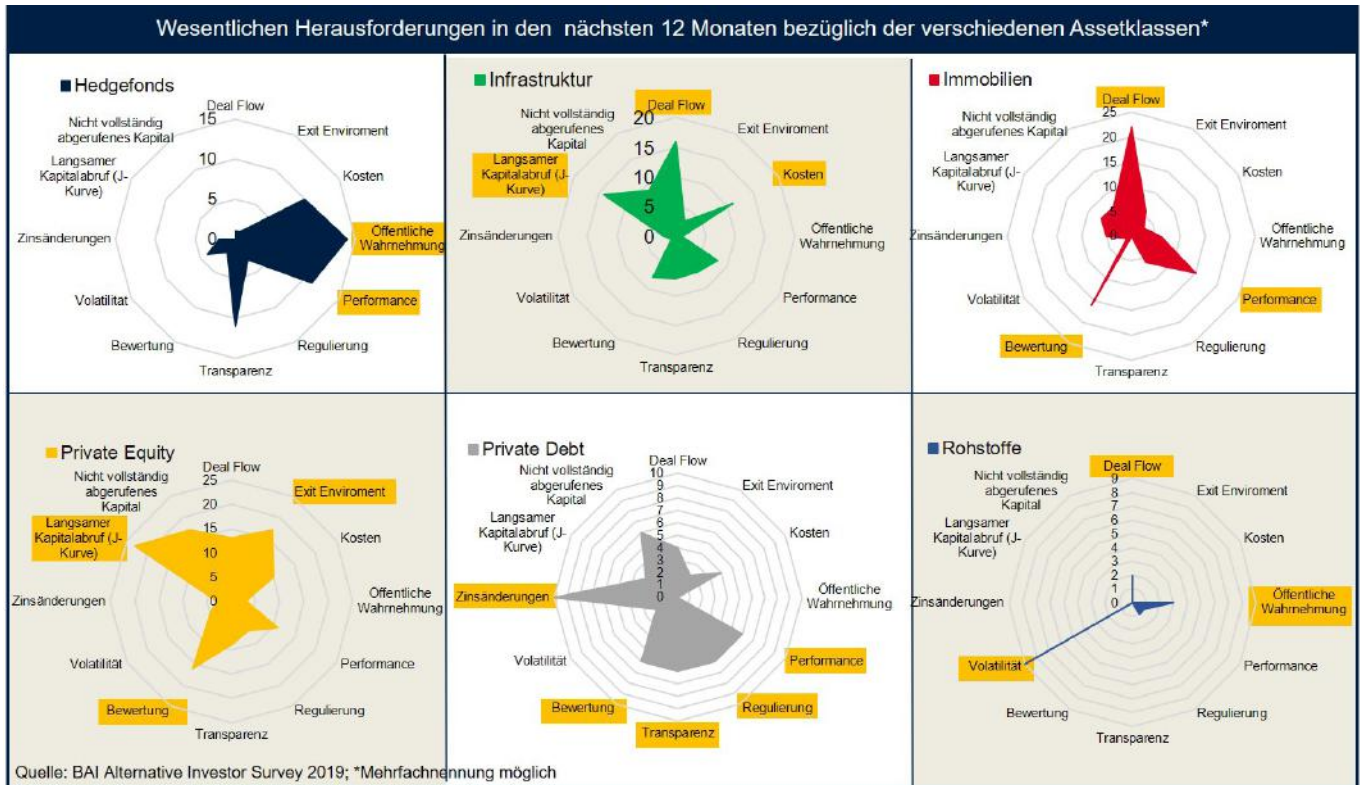 Wesentlichen Herausforderungen in den nächsten 12 Monaten bezüglich der verschiedenen Assetklassen*
Hedgefonds
Deal Flow
Exit Enviroment
Kosten
Öffentliche
Wahrnehmung
Performance
Regulierung
Transparenz
Bewertung
Volatilität
Zinsänderungen
Langsamer
Kapitalabruf (J-
Kurve)
Nicht vollständig
abgerufenes Kapital
15
10
5
0
Infrastruktur
Deal Flow
Exit Enviroment
Kosten
Öffentliche
Wahrnehmung
Performance
Regulierung
Transparenz
Bewertung
Volatilität
Zinsänderungen
Langsamer
Kapitalabruf (J-
Kurve)
Nicht vollständig
abgerufenes
Kapital
20
15
10
5
0
Immobilien
Deal Flow
Exit Enviroment
Kosten
Öffentliche
Wahrnehmung
Performance
Regulierung
Transparenz
Bewertung
Volatilität
Zinsänderungen
Langsamer
Kapitalabruf (J-
Kurve)
Nicht vollständig
abgerufenes Kapital
25
20
15
10
5
0
Private Equity
Deal Flow
Exit Enviroment
Kosten
Öffentliche
Wahrnehmung
Performance
Regulierung
Transparenz
Bewertung
Volatilität
Zinsänderungen
Langsamer
Kapitalabruf (J-
Kurve)
Nicht vollständig
abgerufenes
Kapital
25
20
15
10
5
0
Private Debt
Deal Flow
Exit Enviroment
Kosten
Öffentliche
Wahrnehmung
Performance
Regulierung
Transparenz
Bewertung
Volatilität
Zinsänderungen
Langsamer
Kapitalabruf (J-
Kurve)
Nicht vollständig
abgerufenes
Kapital
10
9
8
7
6
5
4
3
2
1
0
Rohstoffe
Deal Flow
Exit Enviroment
Kosten
Öffentliche
Wahrnehmung
Performance
Regulierung
Transparenz
Bewertung
Volatilität
Zinsänderungen
Langsamer
Kapitalabruf (J-
Kurve)
Nicht vollständig
abgerufenes
Kapital
9
8
7
6
5
4
3
2
1
0
Quelle: BAI Alternative Investor Survey 2019; *Mehrfachnennung möglich